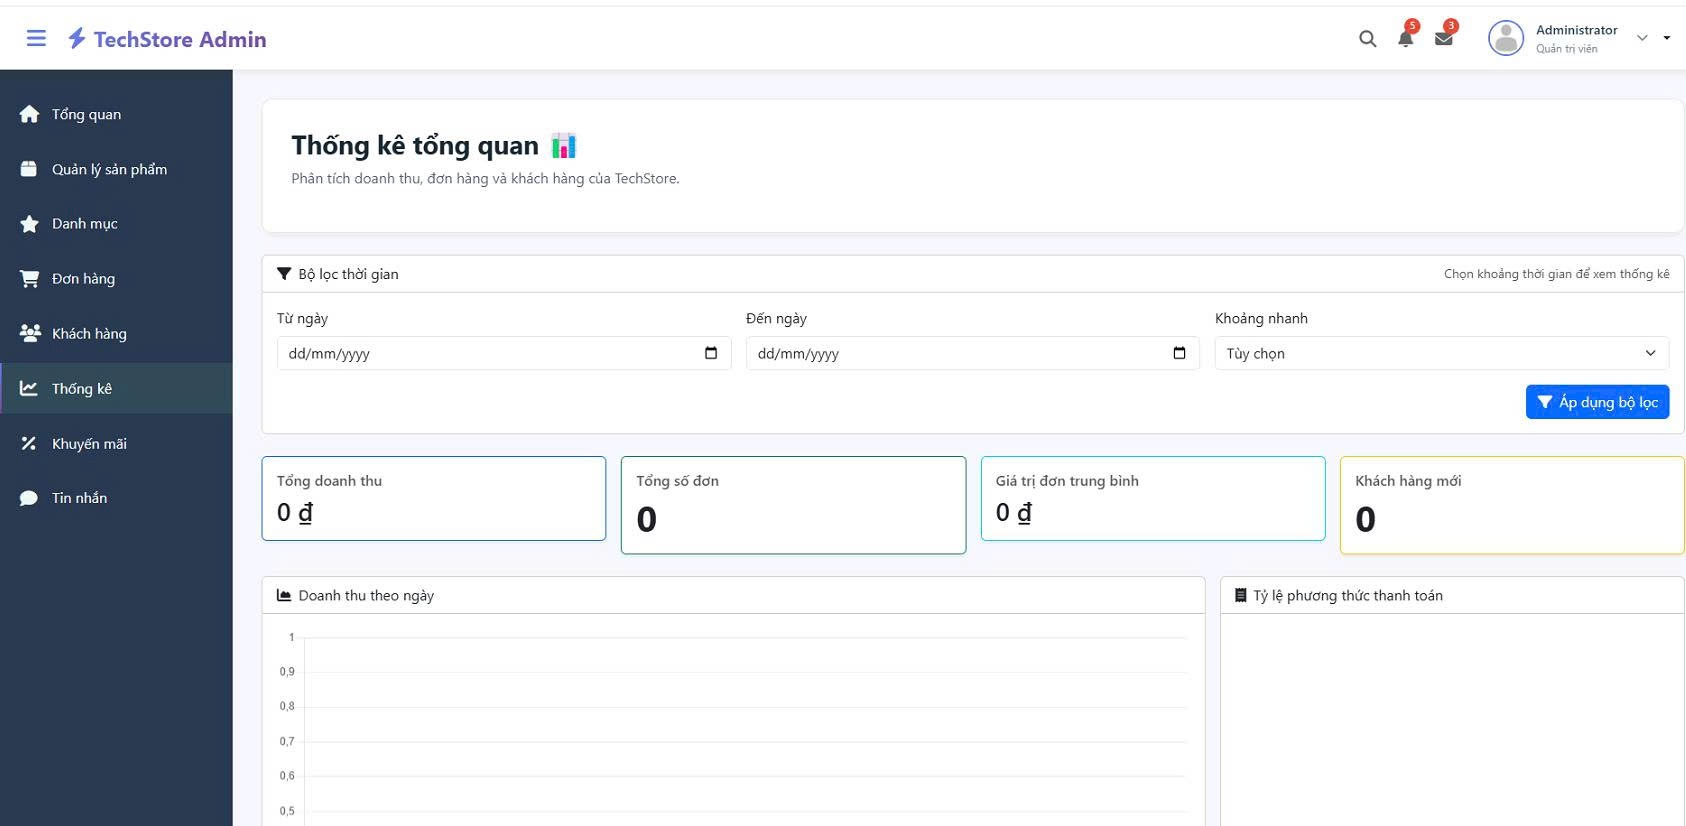 TechStore Admin
5
3
Administrator
Quản trị viên
Tổng quan
Quản lý sản phẩm
Danh mục
Đơn hàng
Khách hàng
Thống kê
Khuyến mãi
Tin nhắn
Thống kê tổng quan
Phân tích doanh thu, đơn hàng và khách hàng của TechStore.
Bộ lọc thời gian
Chọn khoảng thời gian để xem thống kê
Từ ngày
Đến ngày
Khoảng nhanh
dd/mm/yyyy
dd/mm/yyyy
Tùy chọn
Áp dụng bộ lọc
Tổng doanh thu
0 ₫
Tổng số đơn
0
Giá trị đơn trung bình
0 ₫
Khách hàng mới
0
Doanh thu theo ngày
1
0,9
0,8
0,7
0,6
0,5
Tỷ lệ phương thức thanh toán